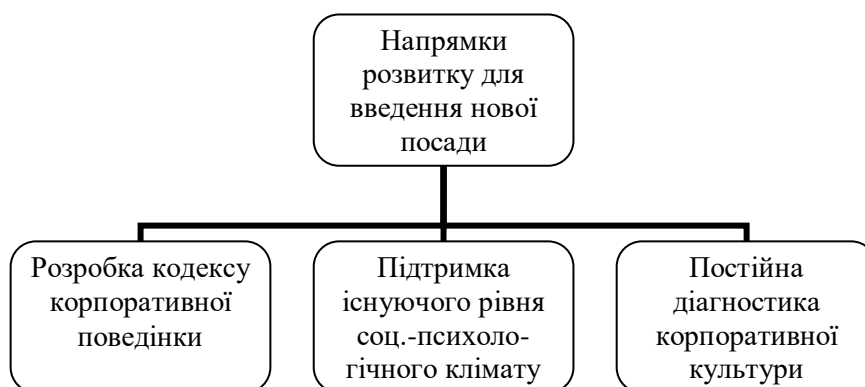 Напрямки
розвитку для
введення нової
посади
Розробка кодексу
корпоративної
поведінки
Підтримка
існуючого рівня
соц.-психоло-
гічного клімату
Постійна
діагностика
корпоративної
культури